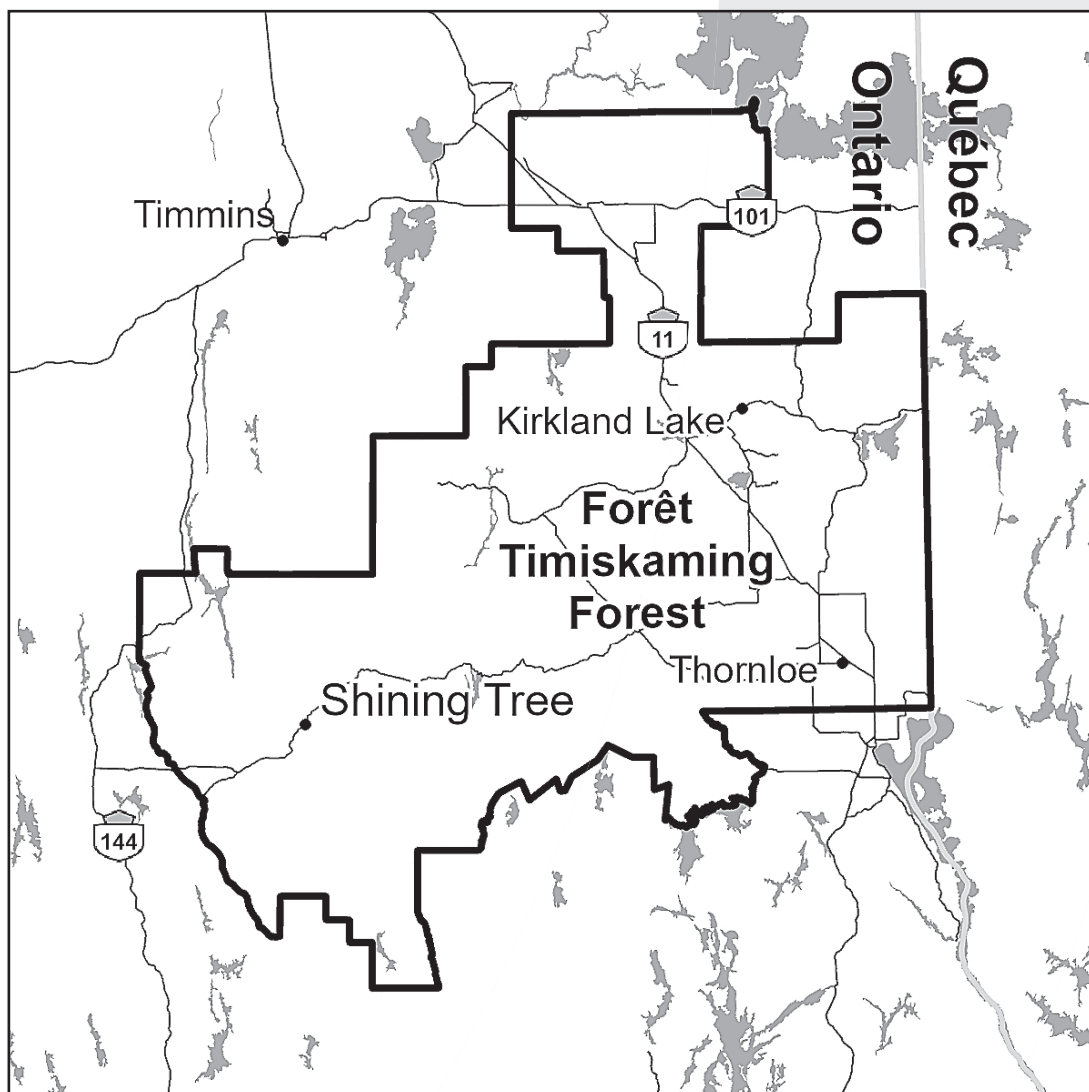 Québec
Ontario
Timmins
101
11
Kirkland Lake
Forêt
Timiskaming
Forest
Thornloe
Shining Tree
144